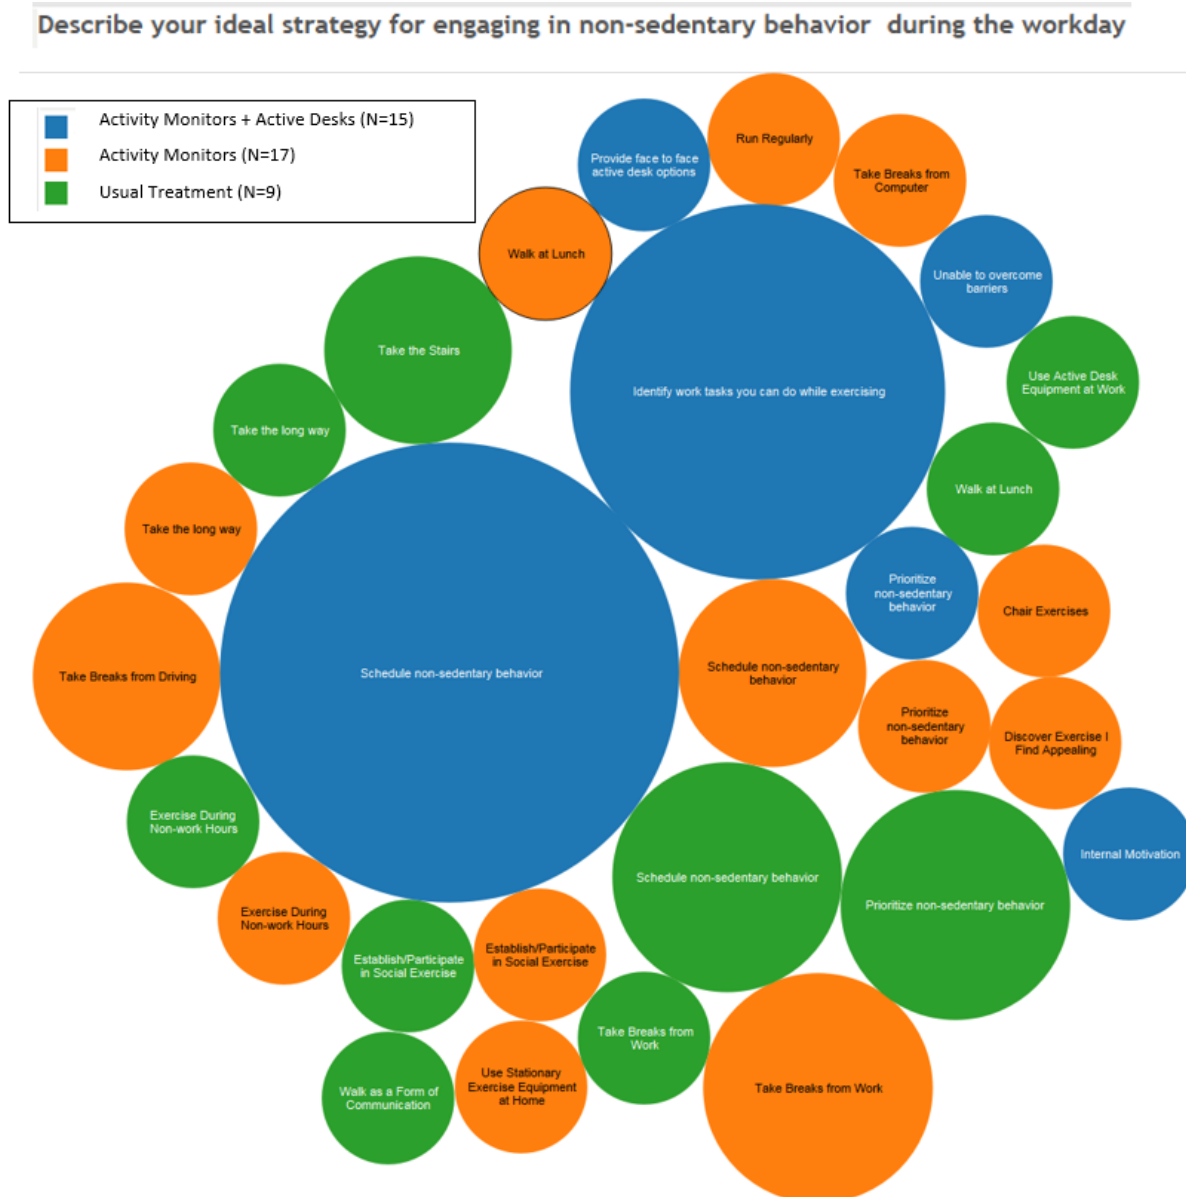 Describe your ideal strategy for engaging in non-sedentary behavior during the workday
Activity Monitors + Active Desks (N=15)
Activity Monitors (N=17)
Usual Treatment (N=9)
Provide face to face
active desk options
Run Regularly
Take Breaks from
Computer
Walk at Lunch
Unable to overcome
barriers
Take the Stairs
Identify work tasks you can do while exercising
Use Active Desk
Equipment at Work
Take the long way
Walk at Lunch
Take the long way
Prioritize
non-sedentary
behavior
Chair Exercises
Take Breaks from Driving
Schedule non-sedentary behavior
Schedule non-sedentary
behavior
Prioritize
non-sedentary
behavior
Discover Exercise I
Find Appealing
Exercise During
Non-work Hours
Internal Motivation
Schedule non-sedentary behavior
Prioritize non-sedentary behavior
Exercise During
Non-work Hours
Establish/Participate
in Social Exercise
Establish/Participate
in Social Exercise
Take Breaks from
Work
Walk as a Form of
Communication
Use Stationary
Exercise Equipment
at Home
Take Breaks from Work